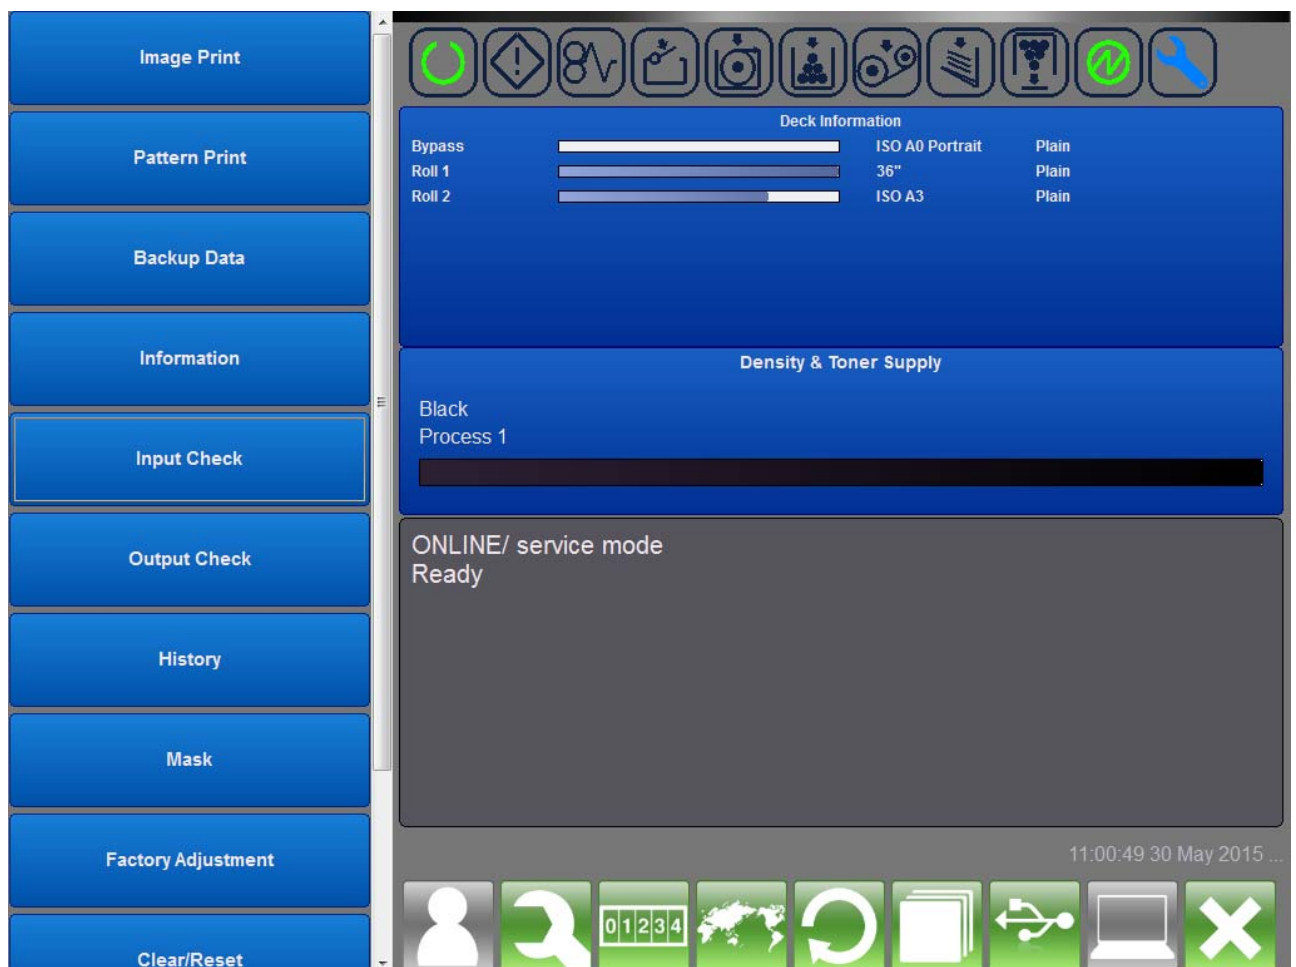 Image Print
Pattern Print
Backup Data
Information
Input Check
Output Check
History
Mask
Factory Adjustment
Clear/Reset
Deck Information
Bypass ISO A0 Portrait Plain
Roll 1 36" Plain
Roll 2 ISO A3 Plain
Density & Toner Supply
Black
Process 1
ONLINE/ service mode
Ready
11:00:49 30 May 2015 ...
01234